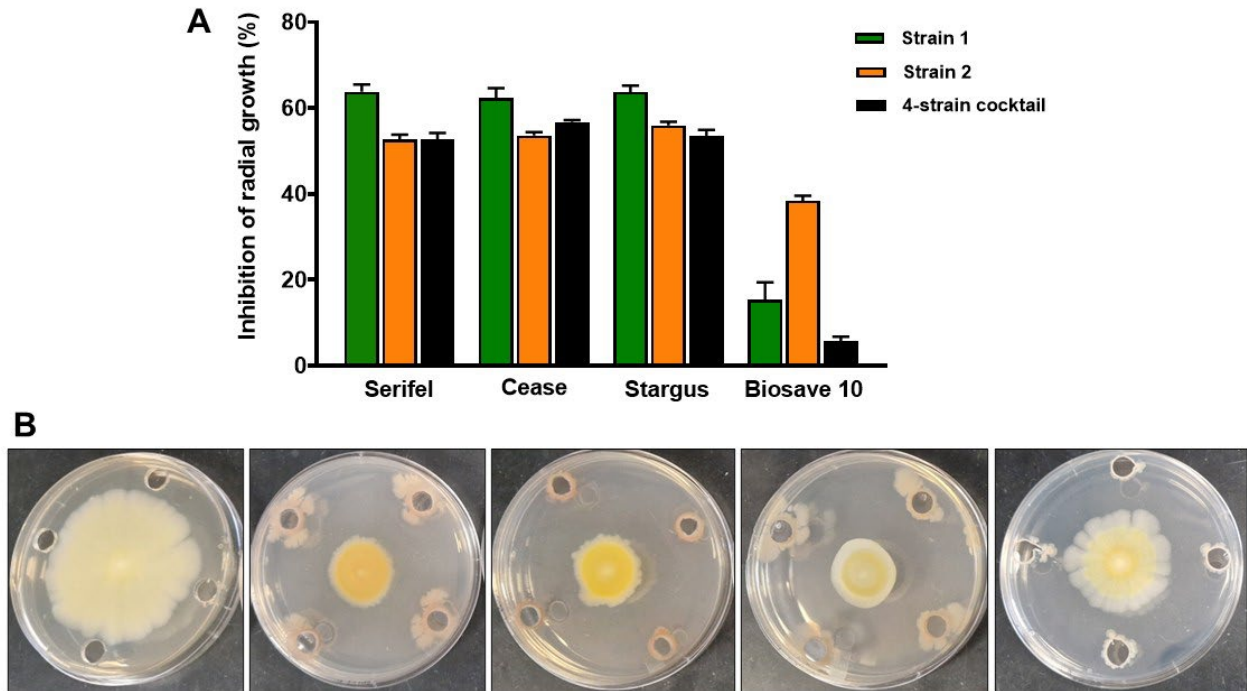 A
Inhibition of radial growth (%)
80
60
40
20
0
Serifel Cease Stargus Biosave 10
Strain 1
Strain 2
4-strain cocktail
B